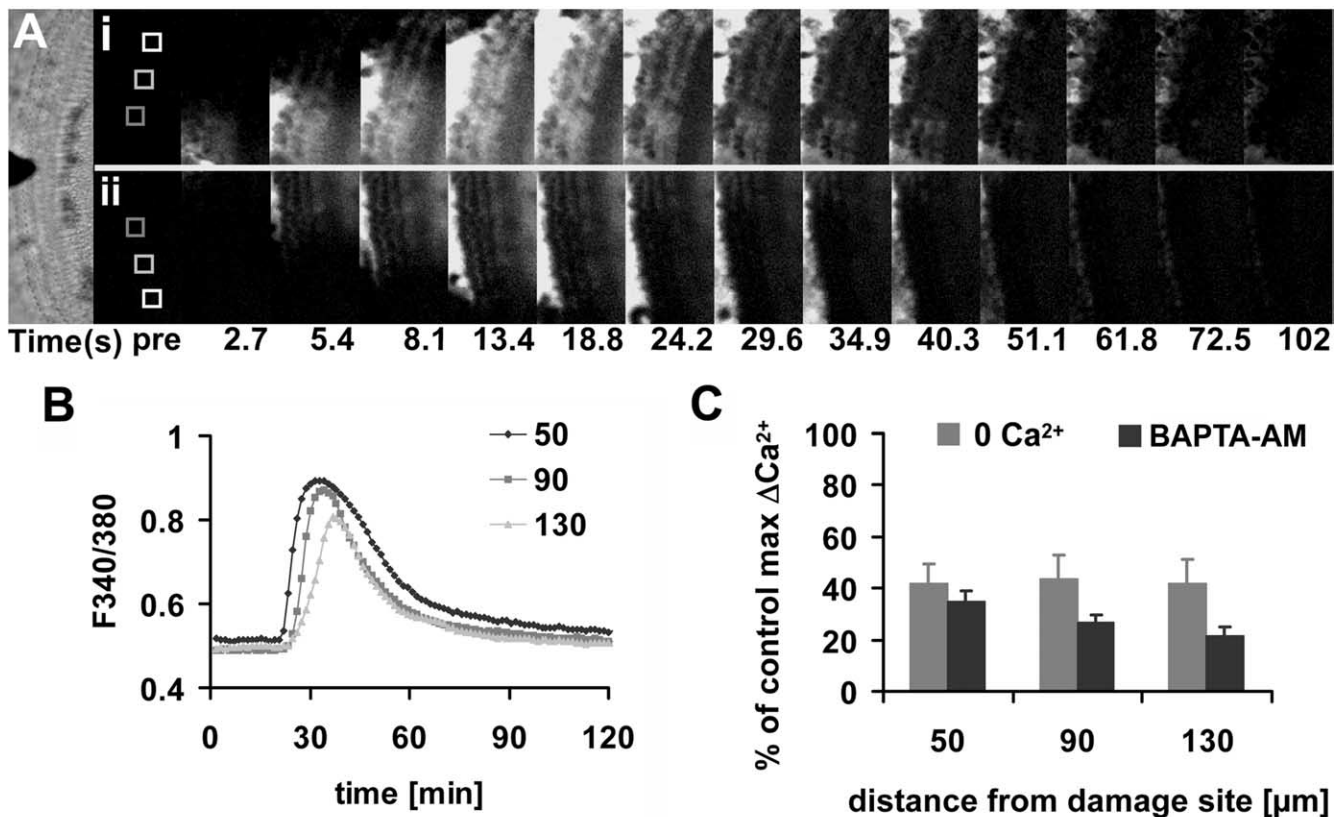 A
i
ii
Time(s) pre 2.7 5.4 8.1 13.4 18.8 24.2 29.6 34.9 40.3 51.1 61.8 72.5 102
B
1
0.8
0.6
0.4
F340/380
50
90
130
0 30 60 90 120
time [min]
C
100
80
60
40
20
0
% of control max ΔCa²⁺
0 Ca²⁺ BAPTA-AM
50 90 130
distance from damage site [µm]